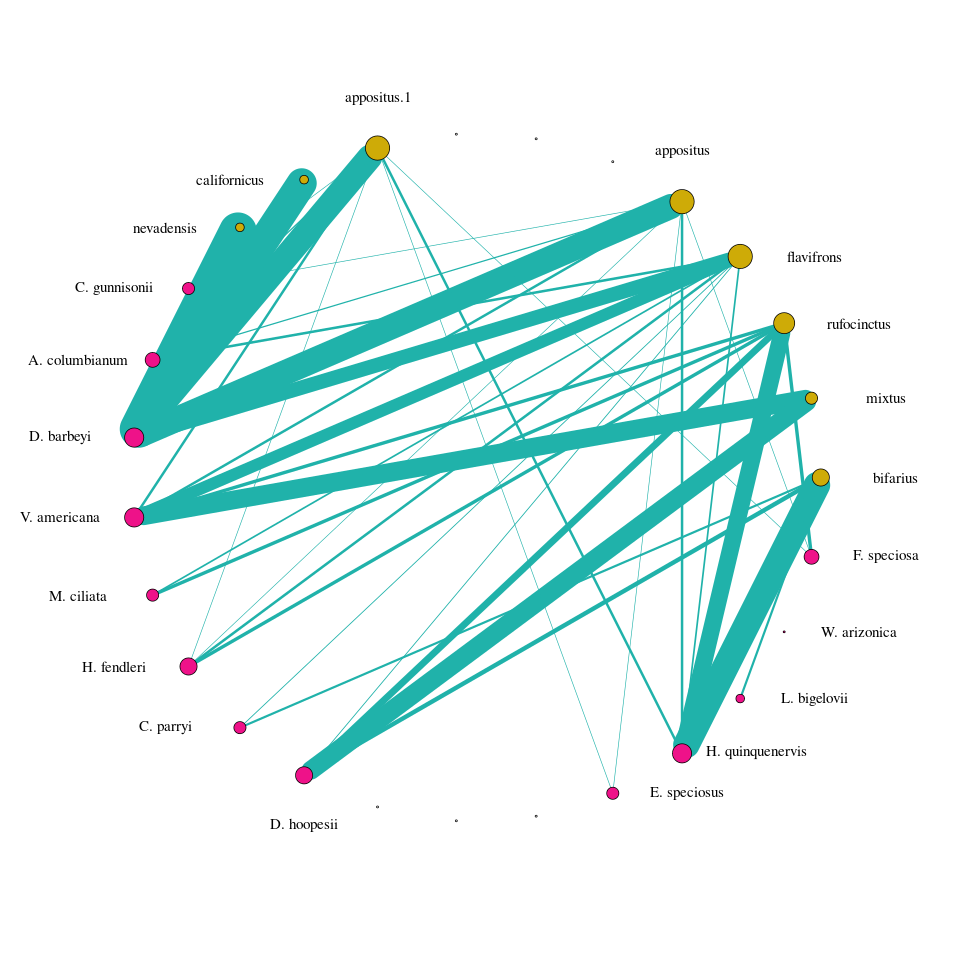 appositus.1
appositus
californicus
nevadensis
flavifrons
C. gunnisonii
rufocinctus
A. columbianum
mixtus
D. barbeyi
bifarius
V. americana
F. speciosa
M. ciliata
W. arizonica
H. fendleri
L. bigelovii
C. parryi
H. quinquenervis
E. speciosus
D. hoopesii